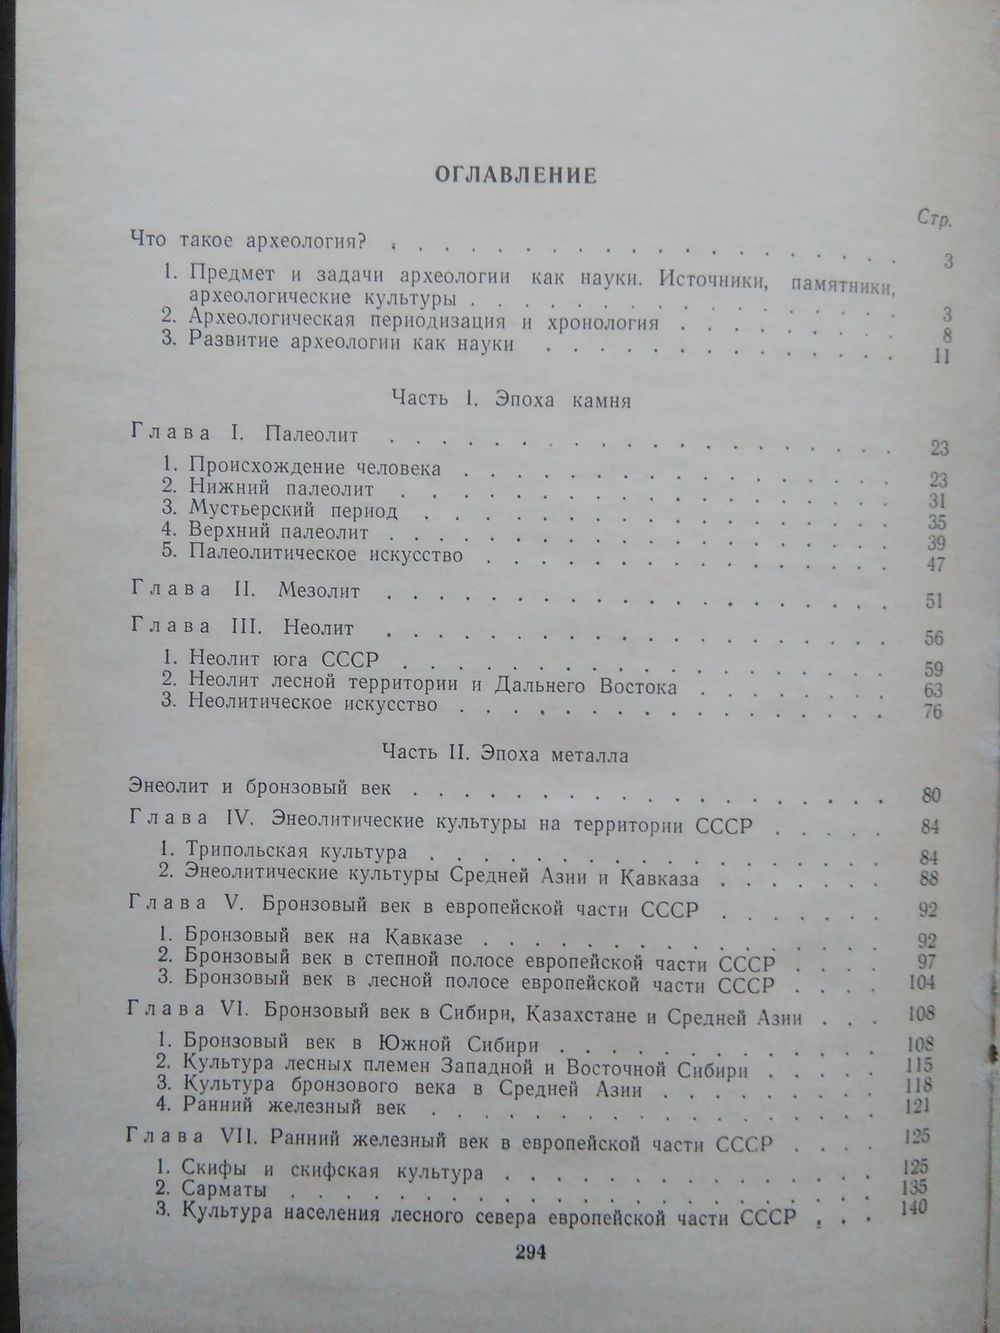 ОГЛАВЛЕНИЕ
Стр.
Что такое археология? . . . . . . . . . . . . . . . . . . . 3
1. Предмет и задачи археологии как науки. Источники, памятники,
археологические культуры . . . . . . . . . . . . . . . . 3
2. Археологическая периодизация и хронология . . . . . . . . 8
3. Развитие археологии как науки . . . . . . . . . . . . . . 11
Часть I. Эпоха камня
Глава I. Палеолит . . . . . . . . . . . . . . . . . . . 23
1. Происхождение человека . . . . . . . . . . . . . . . . 23
2. Нижний палеолит . . . . . . . . . . . . . . . . . . 31
3. Мустьерский период . . . . . . . . . . . . . . . . . 35
4. Верхний палеолит . . . . . . . . . . . . . . . . . . 39
5. Палеолитическое искусство . . . . . . . . . . . . . . . 47
Глава II. Мезолит . . . . . . . . . . . . . . . . . . . 51
Глава III. Неолит . . . . . . . . . . . . . . . . . . . 56
1. Неолит юга СССР . . . . . . . . . . . . . . . . . . 59
2. Неолит лесной территории и Дальнего Востока . . . . . . . 63
3. Неолитическое искусство . . . . . . . . . . . . . . . . 76
Часть II. Эпоха металла
Энеолит и бронзовый век . . . . . . . . . . . . . . . . . . 80
Глава IV. Энеолитические культуры на территории СССР . . . . . 84
1. Трипольская культура . . . . . . . . . . . . . . . . . 84
2. Энеолитические культуры Средней Азии и Кавказа . . . . . . . 88
Глава V. Бронзовый век в европейской части СССР . . . . . . . 92
1. Бронзовый век на Кавказе . . . . . . . . . . . . . . . 92
2. Бронзовый век в степной полосе европейской части СССР . . . . 97
3. Бронзовый век в лесной полосе европейской части СССР . . . . 104
Глава VI. Бронзовый век в Сибири, Казахстане и Средней Азии . . . 108
1. Бронзовый век в Южной Сибири . . . . . . . . . . . . 108
2. Культура лесных племен Западной и Восточной Сибири . . . . . 115
3. Культура бронзового века в Средней Азии . . . . . . . . . 118
4. Ранний железный век . . . . . . . . . . . . . . . . . 121
Глава VII. Ранний железный век в европейской части СССР . . . . 125
1. Скифы и скифская культура . . . . . . . . . . . . . . 125
2. Сарматы . . . . . . . . . . . . . . . . . . . . . . 135
3. Культура населения лесного севера европейской части СССР . . . 140
294